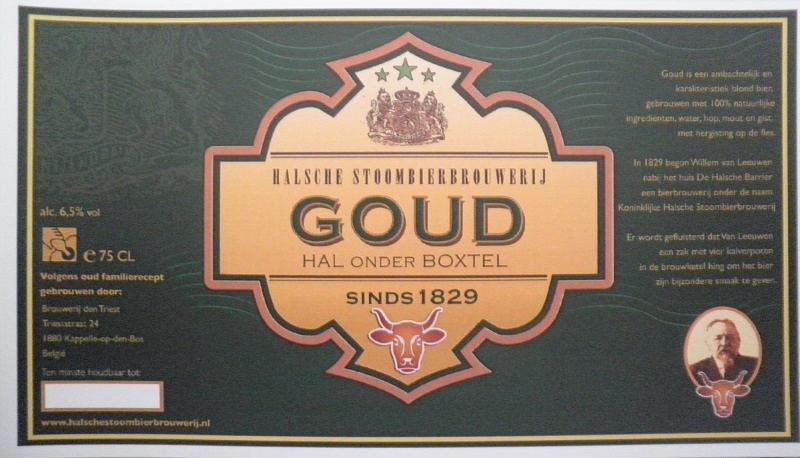 alc. 6,5% vol
e 75 CL
Volgens oud familierecept
gebrouwen door:
Brouwerij den Triest
Trieststraat 24
1880 Kappelle-op-den-Bos
België
Ten minste houdbaar tot:
www.halschestoombierbrouwerij.nl
HALSCHE STOOMBIERBROUWERIJ
GOUD
HAL ONDER BOXTEL
SINDS 1829
Goud is een ambachtelijk en
karakteristiek blond bier,
gebrouwen met 100% natuurlijke
ingredienten, water, hop, mout en gist,
met hergisting op de fles.
In 1829 begon Willem van Leeuwen
nabij het huis De Halsche Barrier
een bierbrouwerij onder de naam
Koninklijke Halsche Stoombierbrouwerij
Er wordt gefluisterd dat Van Leeuwen
een zak met vier kalverpoten
in de brouwketel hing om het bier
zijn bijzondere smaak te geven.